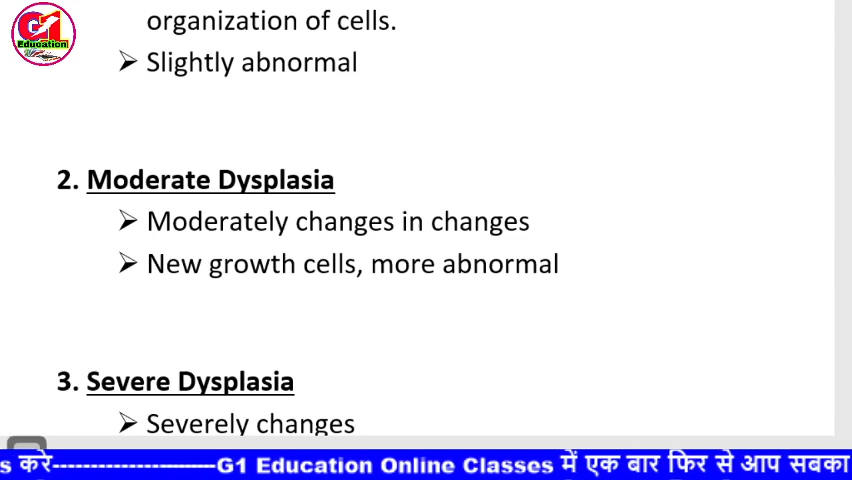 G1
Education
organization of cells.
➢ Slightly abnormal
2. Moderate Dysplasia
➢ Moderately changes in changes
➢ New growth cells, more abnormal
3. Severe Dysplasia
➢ Severely changes
s करे----------------------G1 Education Online Classes में एक बार फिर से आप सबका